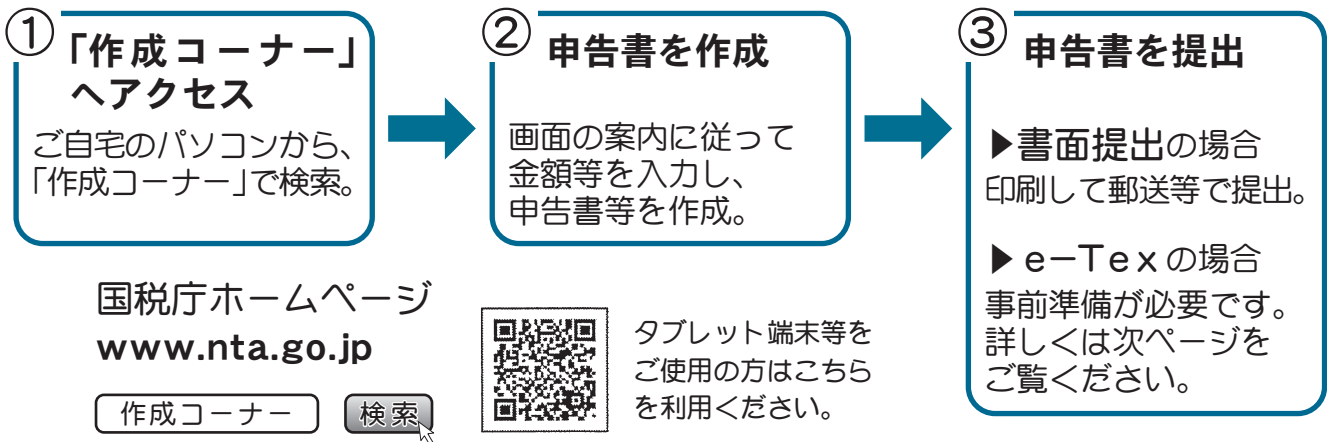 ①
「作成コーナー」
へアクセス
ご自宅のパソコンから、
「作成コーナー」で検索。
②
申告書を作成
画面の案内に従って
金額等を入力し、
申告書等を作成。
③
申告書を提出
▶書面提出の場合
印刷して郵送等で提出。
▶e−Texの場合
事前準備が必要です。
詳しくは次ページを
ご覧ください。
国税庁ホームページ
www.nta.go.jp
作成コーナー 検索
タブレット端末等を
ご使用の方はこちら
を利用ください。